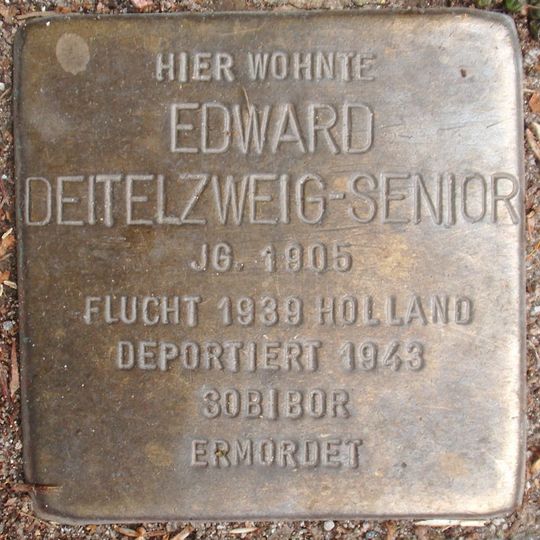 HIER WOHNTE
EDWARD
DEITELZWEIG-SENIOR
JG. 1905
FLUCHT 1939 HOLLAND
DEPORTIERT 1943
SOBIBOR
ERMORDET